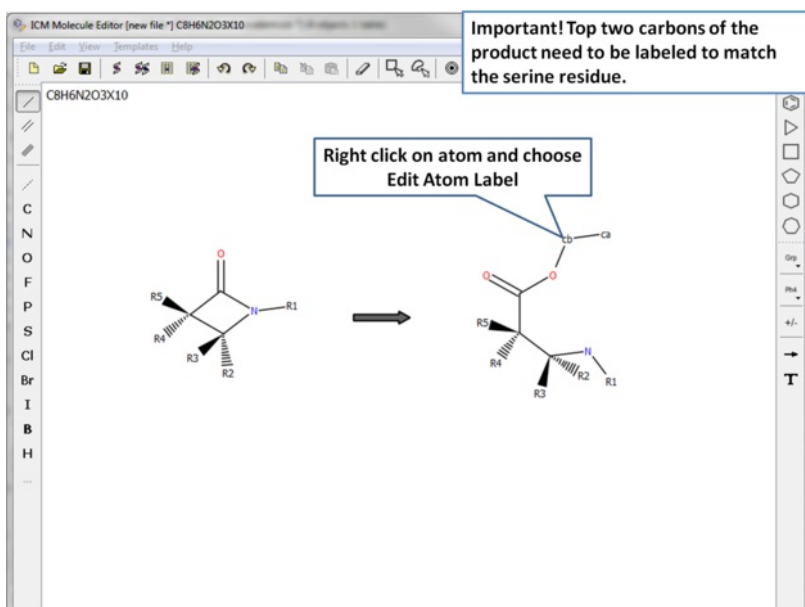 ICM Molecule Editor [new file *] C8H6N2O3X10
Important! Top two carbons of the
product need to be labeled to match
the serine residue.
File Edit View Templates Help
C8H6N2O3X10
Right click on atom and choose
Edit Atom Label
C
N
O
F
P
S
Cl
Br
I
B
H
...
O
R5
R4
N
R1
R3
R2
cb
ca
O
O
R5
R4
N
R2
R1
R3
Grp
Ph4
+/-
T